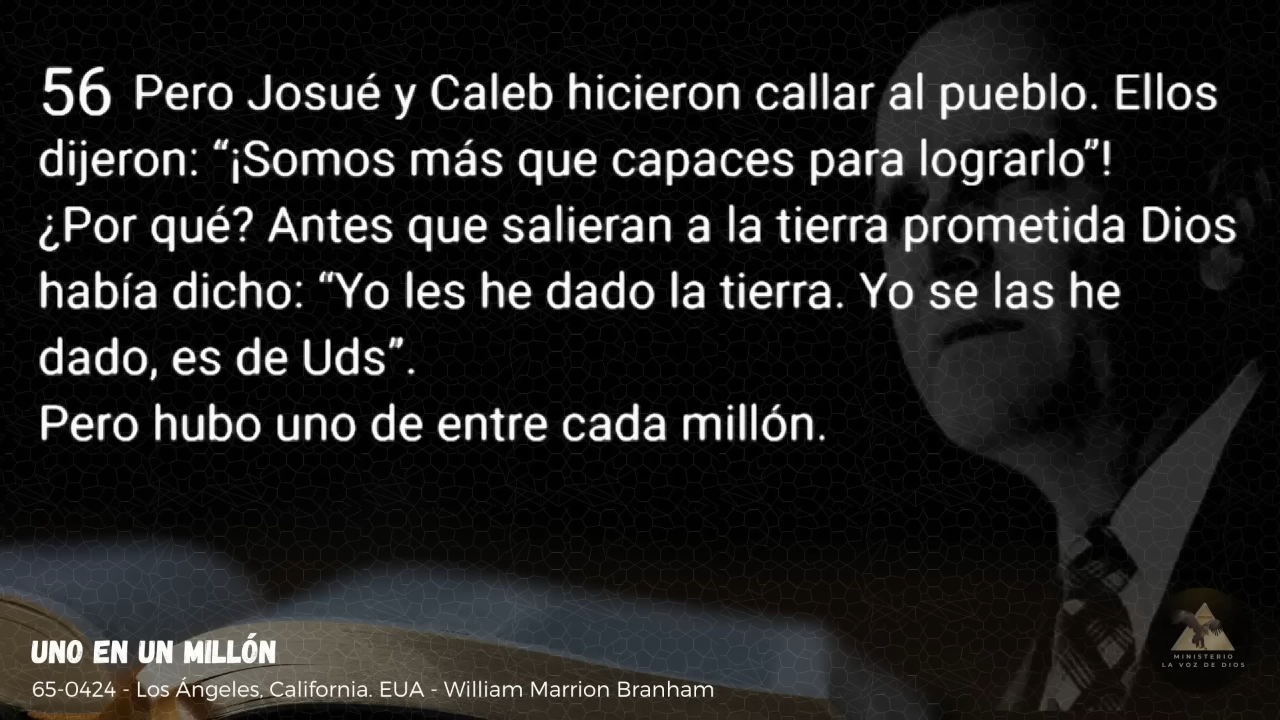 56 Pero Josué y Caleb hicieron callar al pueblo. Ellos
dijeron: “¡Somos más que capaces para lograrlo”!
¿Por qué? Antes que salieran a la tierra prometida Dios
había dicho: “Yo les he dado la tierra. Yo se las he
dado, es de Uds”.
Pero hubo uno de entre cada millón.
UNO EN UN MILLÓN
65-0424 - Los Ángeles, California. EUA - William Marrion Branham
MINISTERIO
LA VOZ DE DIOS